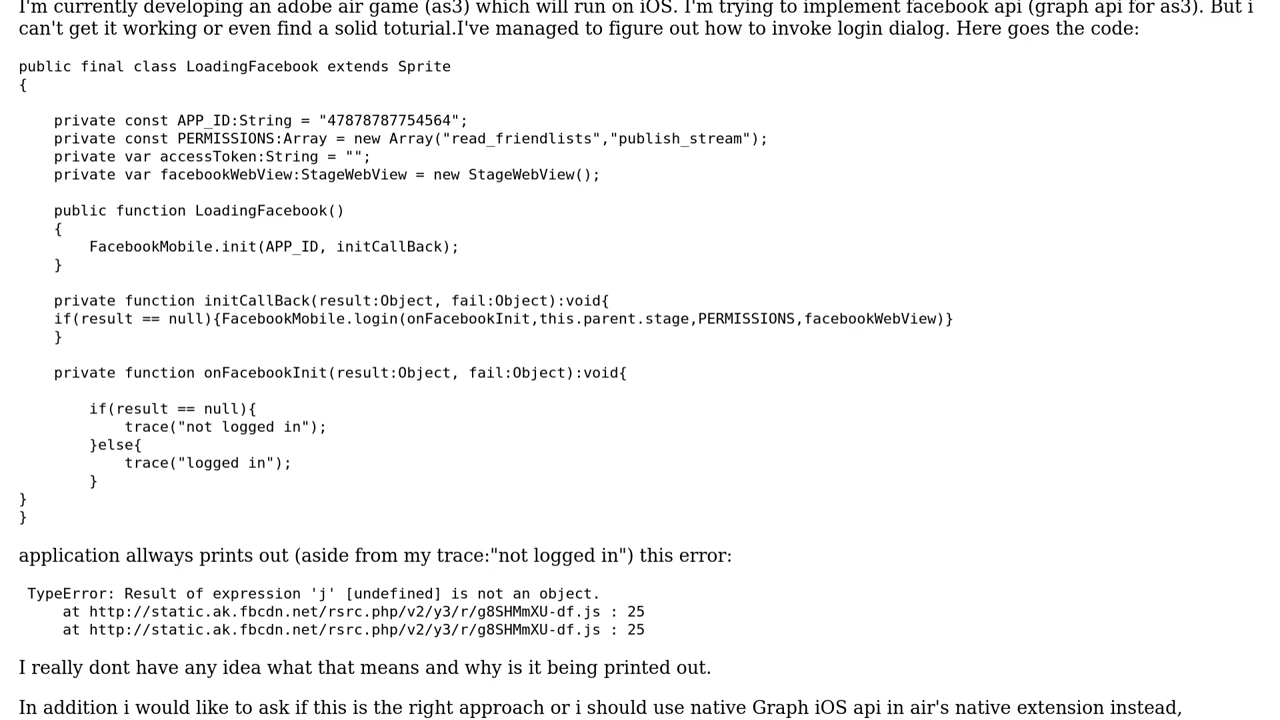 I'm currently developing an adobe air game (as3) which will run on iOS. I'm trying to implement facebook api (graph api for as3). But i
can't get it working or even find a solid toturial.I've managed to figure out how to invoke login dialog. Here goes the code:
public final class LoadingFacebook extends Sprite
{
private const APP_ID:String = "47878787754564";
private const PERMISSIONS:Array = new Array("read_friendlists","publish_stream");
private var accessToken:String = "";
private var facebookWebView:StageWebView = new StageWebView();
public function LoadingFacebook()
{
FacebookMobile.init(APP_ID, initCallBack);
}
private function initCallBack(result:Object, fail:Object):void{
if(result == null){FacebookMobile.login(onFacebookInit,this.parent.stage,PERMISSIONS,facebookWebView)}
}
private function onFacebookInit(result:Object, fail:Object):void{
if(result == null){
trace("not logged in");
}else{
trace("logged in");
}
}
}
application allways prints out (aside from my trace:"not logged in") this error:
TypeError: Result of expression 'j' [undefined] is not an object.
at http://static.ak.fbcdn.net/rsrc.php/v2/y3/r/g8SHMmXU-df.js : 25
at http://static.ak.fbcdn.net/rsrc.php/v2/y3/r/g8SHMmXU-df.js : 25
I really dont have any idea what that means and why is it being printed out.
In addition i would like to ask if this is the right approach or i should use native Graph iOS api in air's native extension instead,